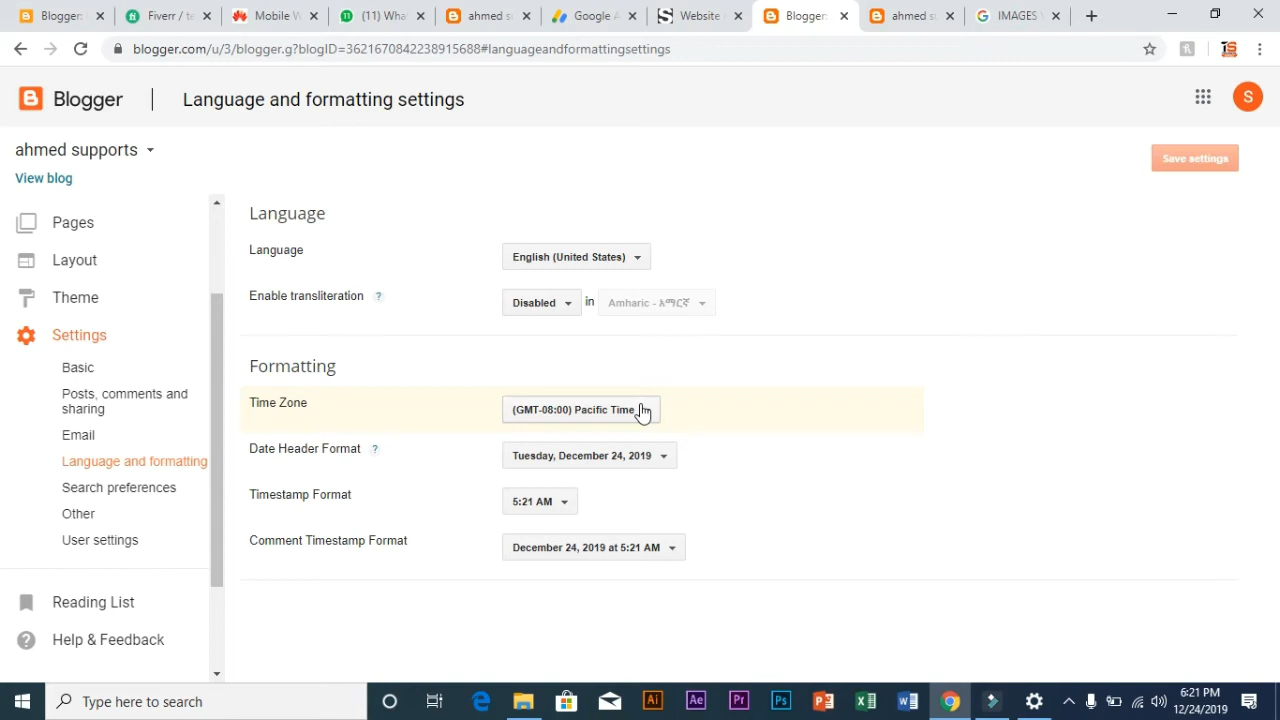 Blogger:
Fiverr / s
Mobile W
(11) Wha
ahmed s
Google A
Website
Blogger:
ahmed su
IMAGES V
blogger.com/u/3/blogger.g?blogID=3621670842238915688#languageandformattingsettings
Blogger
Language and formatting settings
S
ahmed supports
Save settings
View blog
Pages
Layout
Theme
Settings
Basic
Posts, comments and
sharing
Email
Language and formatting
Search preferences
Other
User settings
Reading List
Help & Feedback
Language
Language
English (United States)
Enable transliteration ?
Disabled
in
Amharic - አማርኛ
Formatting
Time Zone
(GMT-08:00) Pacific Time
Date Header Format ?
Tuesday, December 24, 2019
Timestamp Format
5:21 AM
Comment Timestamp Format
December 24, 2019 at 5:21 AM
Type here to search
Ai
Ae
Pr
Ps
6:21 PM
12/24/2019